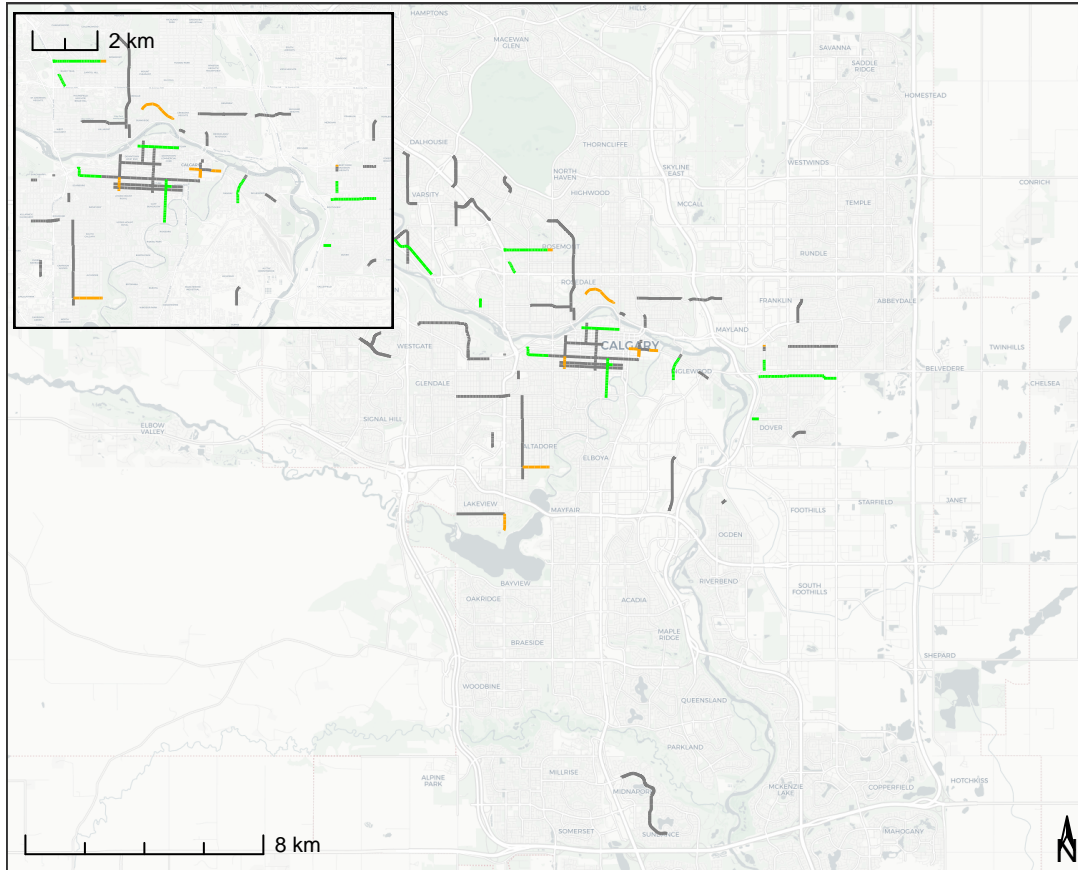 2 km
HAMPTONS
HILLS
MACEWAN
GLEN
SAVANNA
SADDLE
RIDGE
HOMESTEAD
DALHOUSIE
THORNCLIFFE
NORTH-
HAVEN
HIGHWOOD
SKYLINE
EAST
WESTWINDS
CONRICH
VARSITY
MCCALL
TEMPLE
ROSEMONT
RUNDLE
ROSEDALE
FRANKLIN
ABBEYDALE
MAYLAND
WESTGATE
CALGARY
TWINHILLS
GLENDALE
BELVEDERE
CHELSEA
SIGNAL HILL
ELBOW
VALLEY
DOVER
ALTADORE
ELBOYA
LAKEVIEW
MAYFAIR
STARFIELD
JANET
FOOTHILLS
OGDEN
BAYVIEW
RIVERBEND
SOUTH
FOOTHILLS
OAKRIDGE
ACADIA
MAPLE
RIDGE
BRAESIDE
SHEPARD
WOODBINE
QUEENSLAND
PARKLAND
ALPINE
PARK
MILLRISE
MIDNAPORE
MCKENZIE
LAKE
COPPERFIELD
HOTCHKISS
SOMERSET
SUNDANCE
MAHOGANY
8 km
N